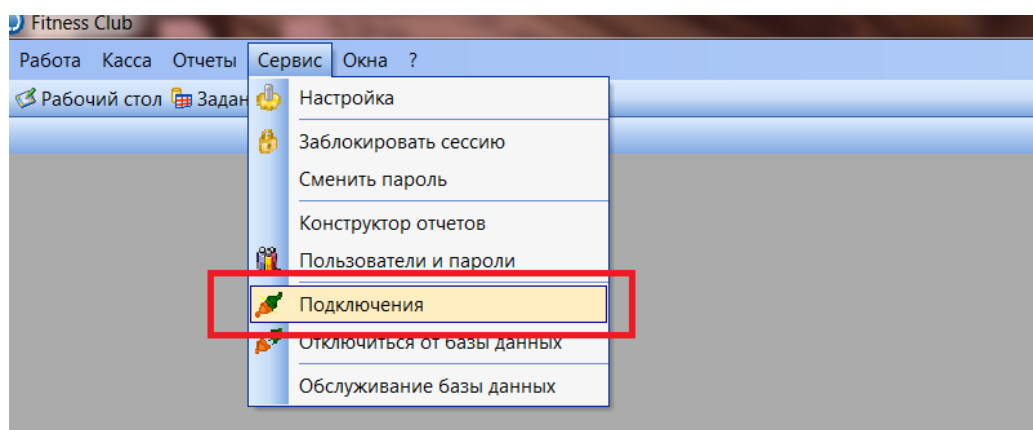 Fitness Club
Работа Касса Отчеты Сервис Окна ?
Рабочий стол Задан
Настройка
Заблокировать сессию
Сменить пароль
Конструктор отчетов
Пользователи и пароли
Подключения
Отключиться от базы данных
Обслуживание базы данных